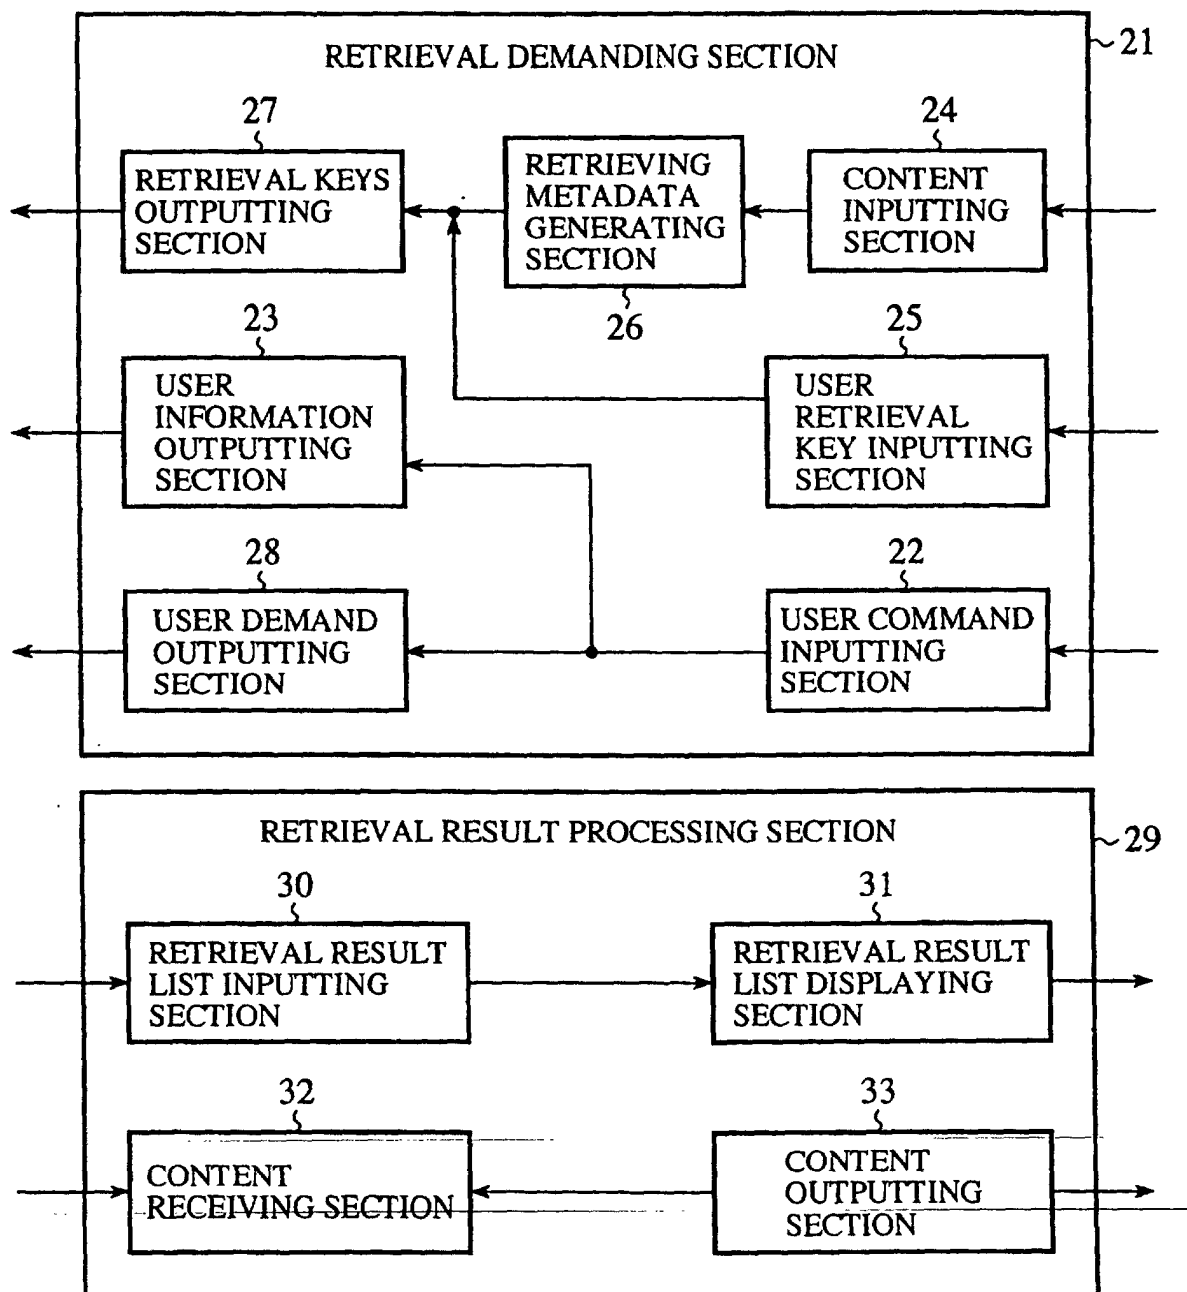 RETRIEVAL DEMANDING SECTION
21
27
RETRIEVAL KEYS
OUTPUTTING
SECTION
RETRIEVING
METADATA
GENERATING
SECTION
26
24
CONTENT
INPUTTING
SECTION
23
USER
INFORMATION
OUTPUTTING
SECTION
25
USER
RETRIEVAL
KEY INPUTTING
SECTION
28
USER DEMAND
OUTPUTTING
SECTION
22
USER COMMAND
INPUTTING
SECTION
RETRIEVAL RESULT PROCESSING SECTION
29
30
RETRIEVAL RESULT
LIST INPUTTING
SECTION
31
RETRIEVAL RESULT
LIST DISPLAYING
SECTION
32
CONTENT
RECEIVING SECTION
33
CONTENT
OUTPUTTING
SECTION